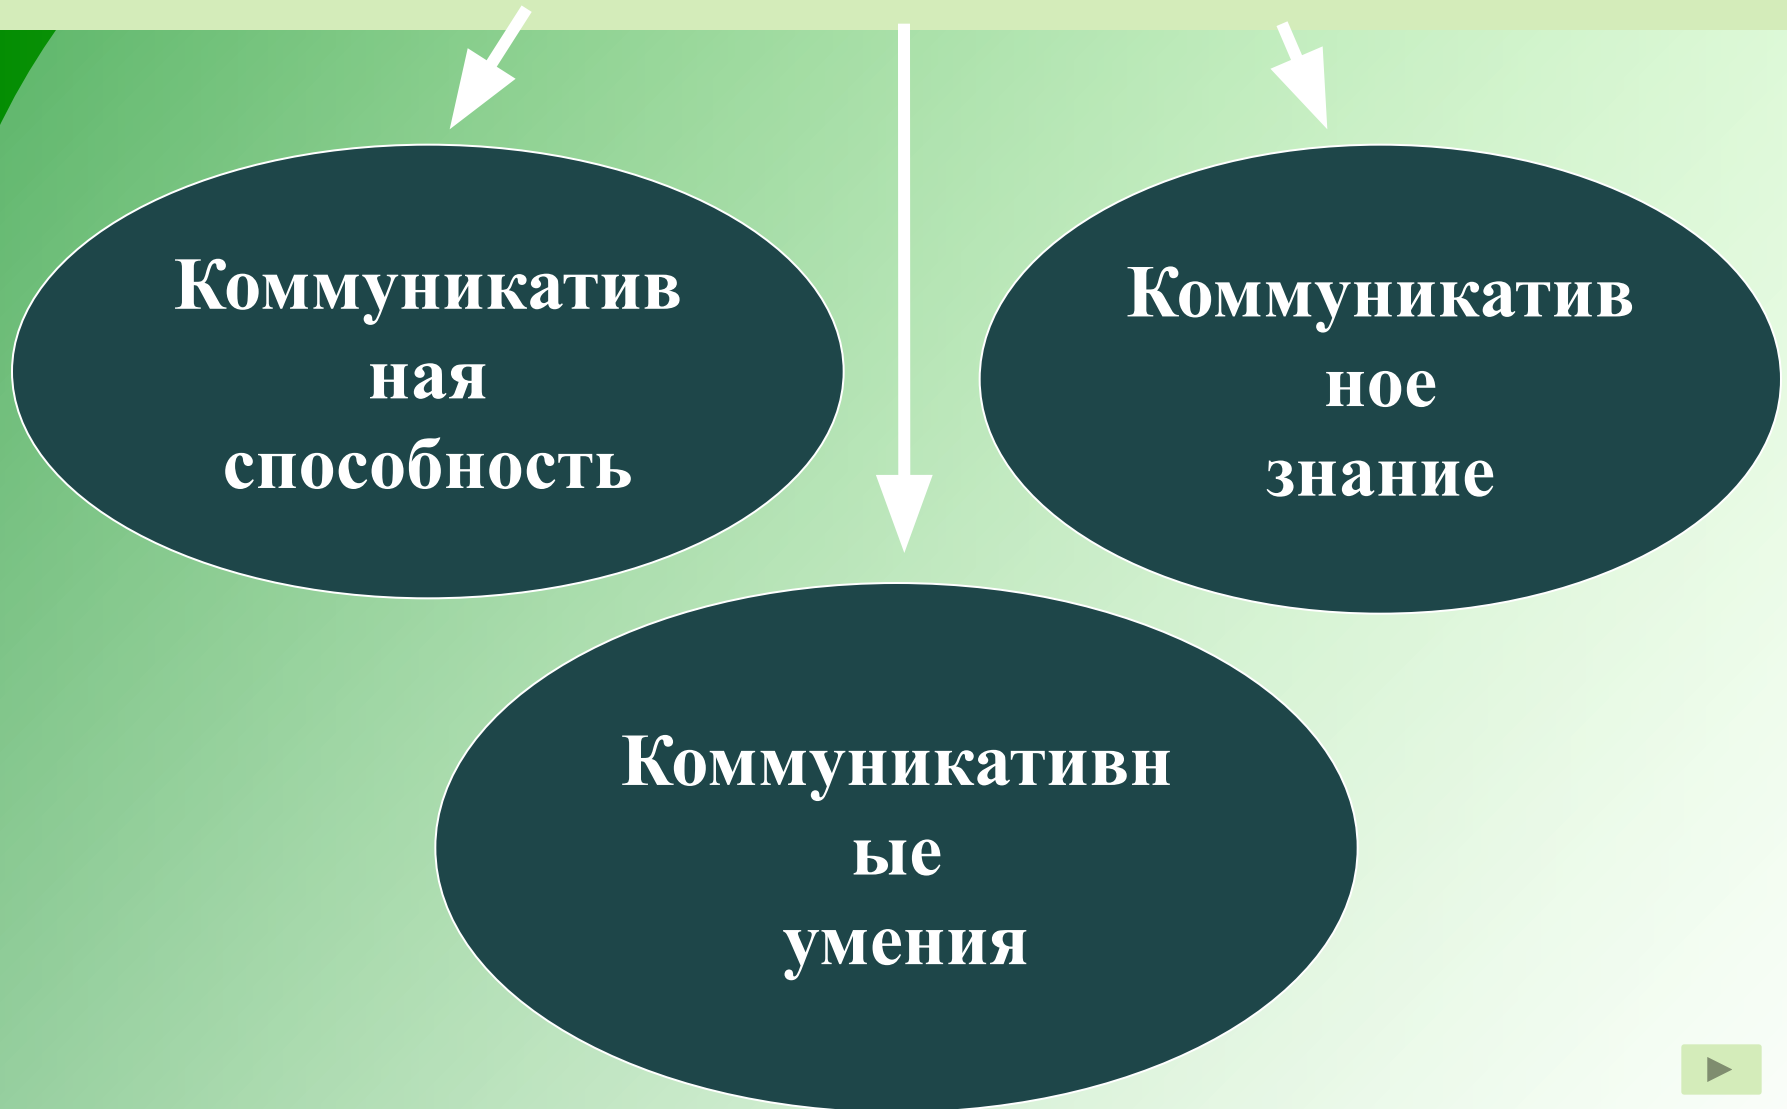 Коммуникатив
ная
способность
Коммуникатив
ное
знание
Коммуникативн
ые
умения